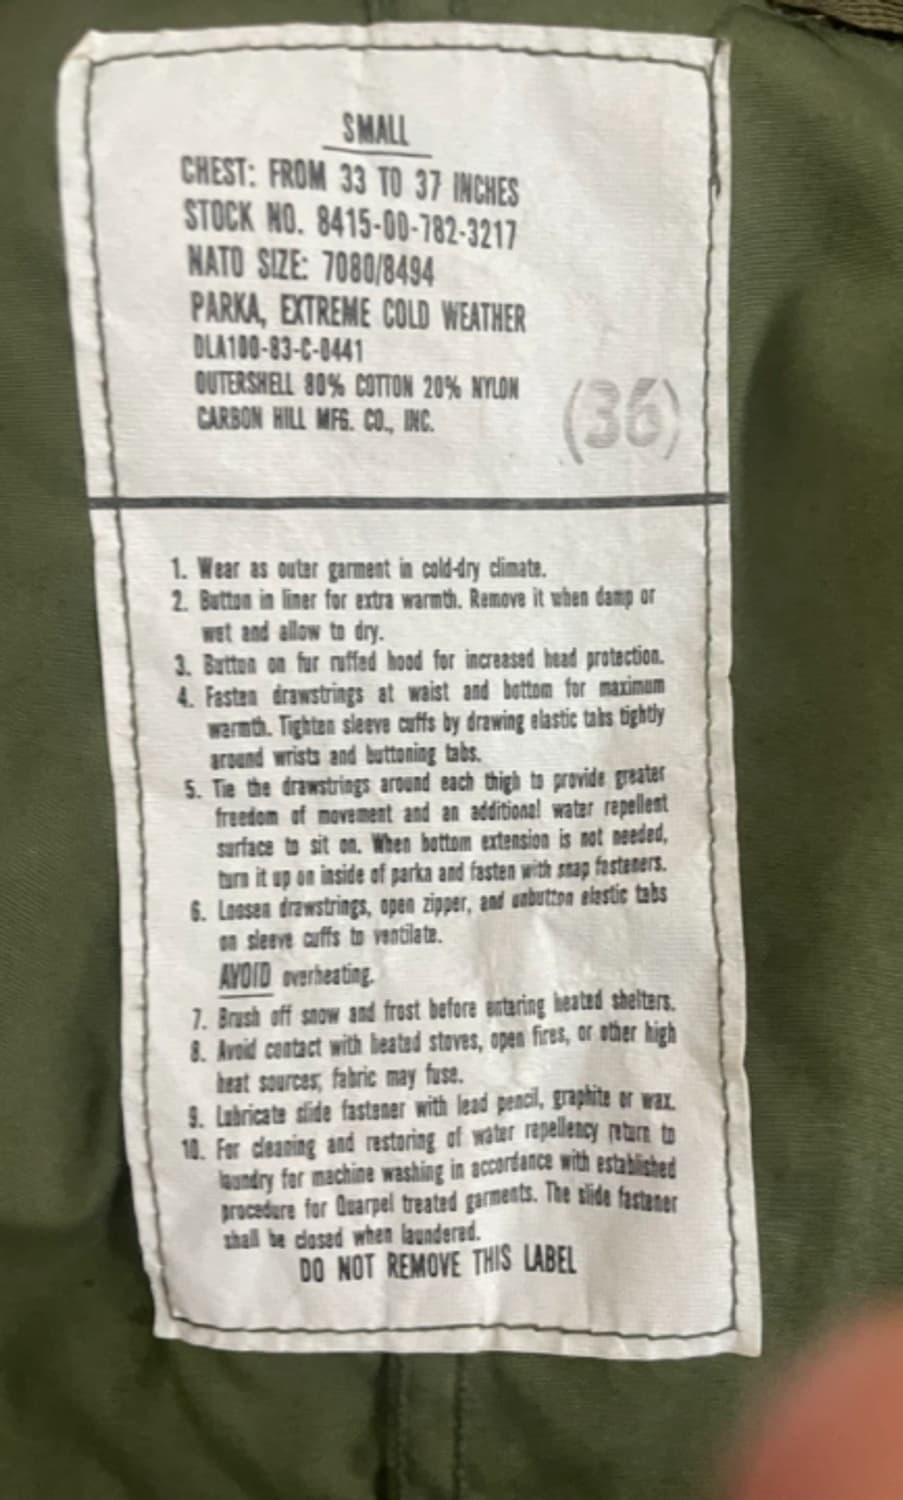 SMALL
CHEST: FROM 33 TO 37 INCHES
STOCK NO. 8415-00-782-3217
NATO SIZE: 7080/8494
PARKA, EXTREME COLD WEATHER
DLA100-83-C-0441
OUTERSHELL 80% COTTON 20% NYLON
CARBON HILL MFG. CO., INC.
(36)
1. Wear as outer garment in cold-dry climate.
2. Button in liner for extra warmth. Remove it when damp or
wet and allow to dry.
3. Button on fur ruffed hood for increased head protection.
4. Fasten drawstrings at waist and bottom for maximum
warmth. Tighten sleeve cuffs by drawing elastic tabs tightly
around wrists and buttoning tabs.
5. Tie the drawstrings around each thigh to provide greater
freedom of movement and an additional water repellent
surface to sit on. When bottom extension is not needed,
turn it up on inside of parka and fasten with snap fasteners.
6. Loosen drawstrings, open zipper, and unbutton elastic tabs
on sleeve cuffs to ventilate.
AVOID overheating.
7. Brush off snow and frost before entering heated shelters.
8. Avoid contact with heated stoves, open fires, or other high
heat sources; fabric may fuse.
9. Lubricate slide fastener with lead pencil, graphite or wax.
10. For cleaning and restoring of water repellency return to
laundry for machine washing in accordance with established
procedure for Quarpel treated garments. The slide fastener
shall be closed when laundered.
DO NOT REMOVE THIS LABEL